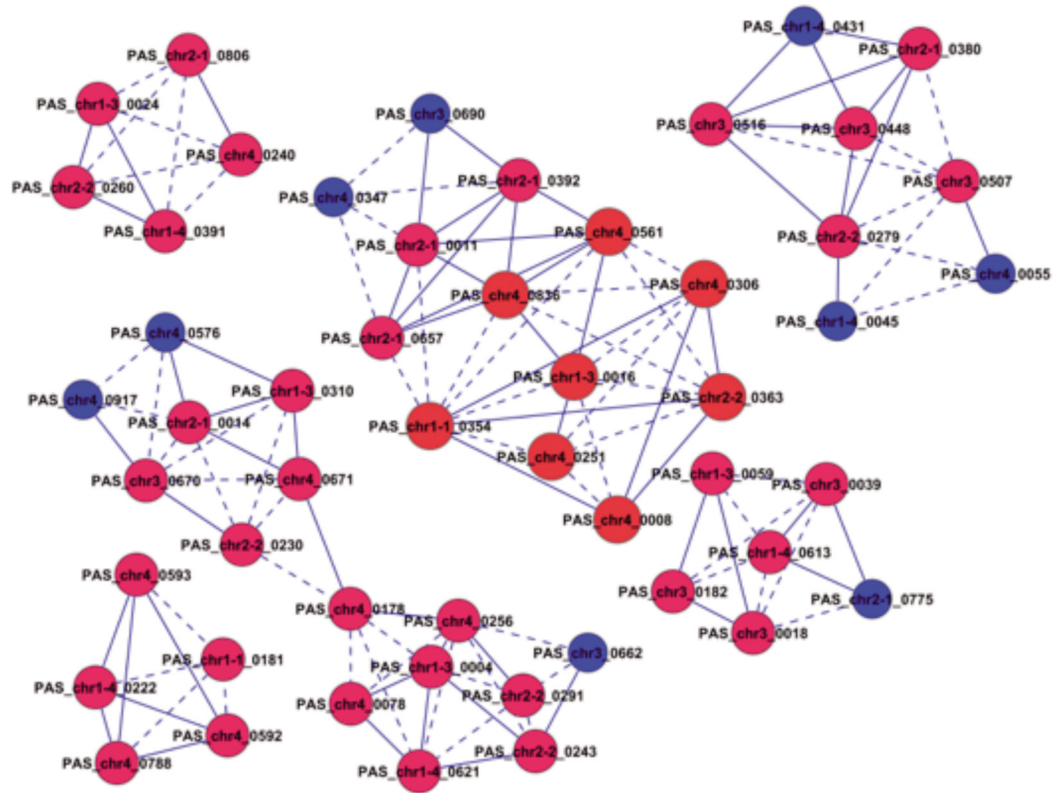 PAS_chr2-1_0806
PAS_chr1-3_0024
PAS_chr4_0240
PAS_chr2-2_0260
PAS_chr1-4_0391
PAS_chr3_0690
PAS_chr4_0347
PAS_chr2-1_0392
PAS_chr2-1_0011
PAS_chr4_0561
PAS_chr4_0836
PAS_chr4_0306
PAS_chr2-1_0657
PAS_chr1-3_0016
PAS_chr2-2_0363
PAS_chr1-1_0354
PAS_chr4_0251
PAS_chr4_0008
PAS_chr1-4_0431
PAS_chr2-1_0380
PAS_chr3_0516
PAS_chr3_0448
PAS_chr3_0507
PAS_chr2-2_0279
PAS_chr4_0055
PAS_chr1-4_0045
PAS_chr4_0576
PAS_chr4_0917
PAS_chr1-3_0310
PAS_chr2-1_0014
PAS_chr3_0670
PAS_chr4_0671
PAS_chr2-2_0230
PAS_chr1-3_0059
PAS_chr3_0039
PAS_chr1-4_0613
PAS_chr3_0182
PAS_chr2-1_0775
PAS_chr3_0018
PAS_chr4_0593
PAS_chr1-1_0181
PAS_chr1-4_0222
PAS_chr4_0592
PAS_chr4_0788
PAS_chr4_0178
PAS_chr4_0256
PAS_chr3_0662
PAS_chr1-3_0004
PAS_chr4_0078
PAS_chr2-2_0291
PAS_chr2-2_0243
PAS_chr1-4_0621